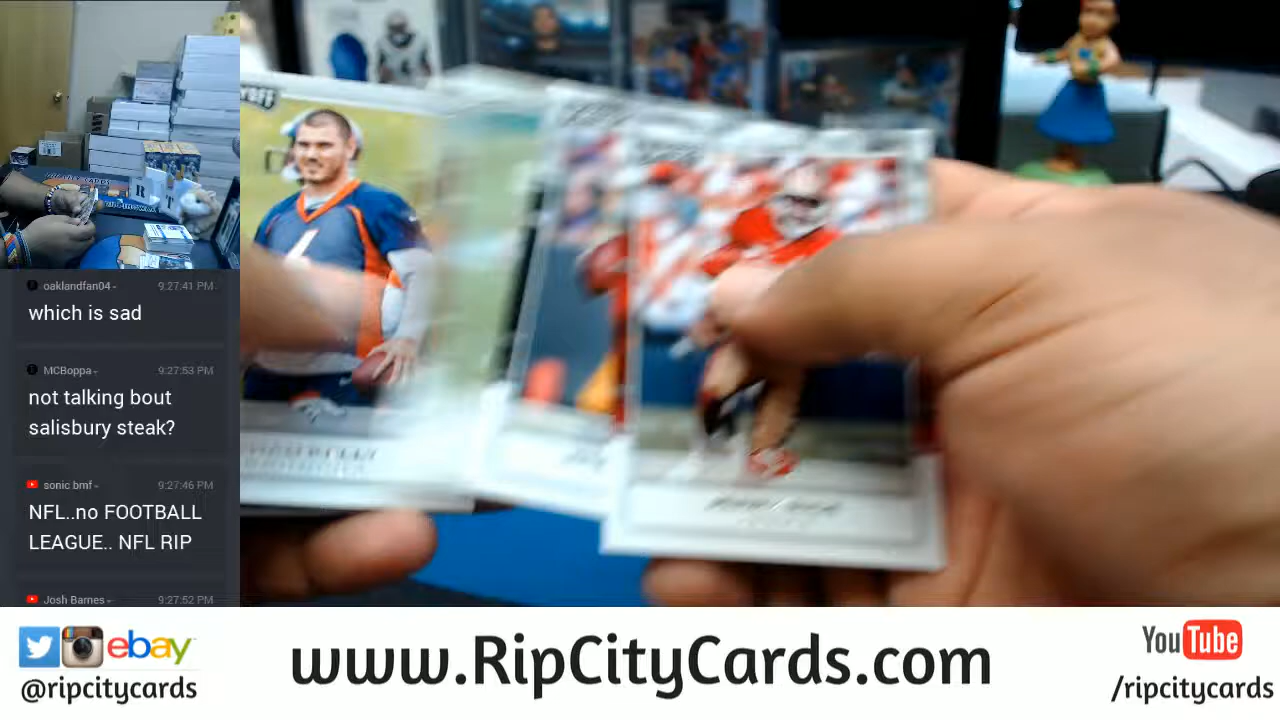 oaklandfan04-
9:27:41 PM
which is sad
MCBoppa-
9:27:53 PM
not talking bout
salisbury steak?
sonic bmf-
9:27:46 PM
NFL..no FOOTBALL
LEAGUE.. NFL RIP
Josh Barnes-
9:27:52 PM
ebay
@ripcitycards
www.RipCityCards.com
YouTube
/ripcitycards